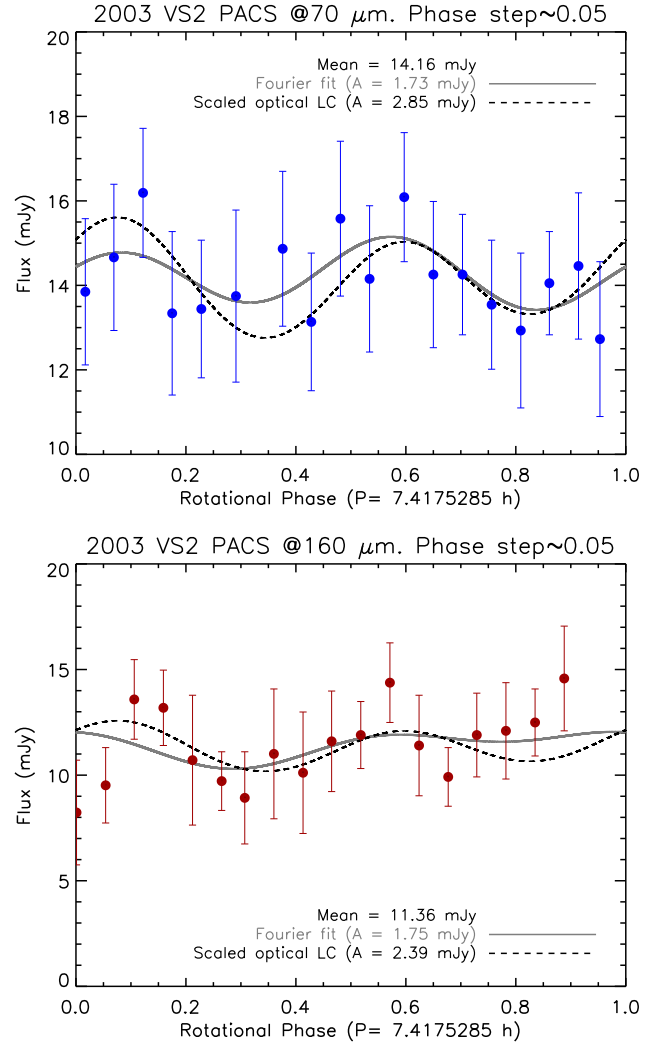 2003 VS2 PACS @70 μm. Phase step~0.05
20
18
16
14
12
10
Flux (mJy)
Mean = 14.16 mJy
Fourier fit (A = 1.73 mJy)
Scaled optical LC (A = 2.85 mJy)
0.0 0.2 0.4 0.6 0.8 1.0
Rotational Phase (P= 7.4175285 h)
2003 VS2 PACS @160 μm. Phase step~0.05
20
15
10
5
0
Flux (mJy)
Mean = 11.36 mJy
Fourier fit (A = 1.75 mJy)
Scaled optical LC (A = 2.39 mJy)
0.0 0.2 0.4 0.6 0.8 1.0
Rotational Phase (P= 7.4175285 h)